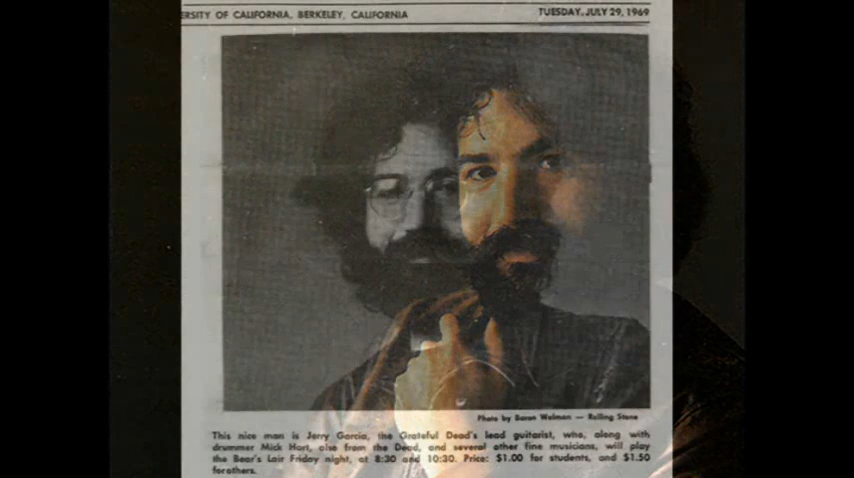 ERSITY OF CALIFORNIA, BERKELEY, CALIFORNIA
TUESDAY, JULY 29, 1969
Photo by Baron Wolman — Rolling Stone
This nice man is Jerry Garcia, the Grateful Dead's lead guitarist, who, along with
drummer Mick Hart, also from the Dead, and several other fine musicians, will play
the Bear's Lair Friday night, at 8:30 and 10:30. Price: $1.00 for students, and $1.50
forothers.